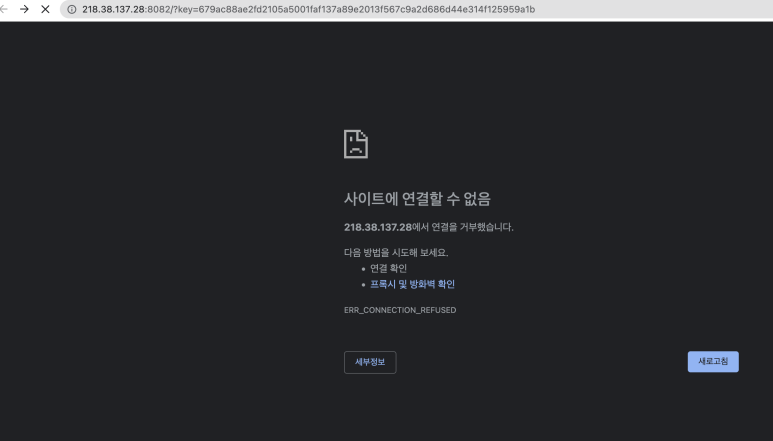 218.38.137.28:8082/?key=679ac88ae2fd2105a5001faf137a89e2013f567c9a2d686d44e314f125959a1b
사이트에 연결할 수 없음
218.38.137.28에서 연결을 거부했습니다.
다음 방법을 시도해 보세요.
• 연결 확인
• 프록시 및 방화벽 확인
ERR_CONNECTION_REFUSED
세부정보
새로고침